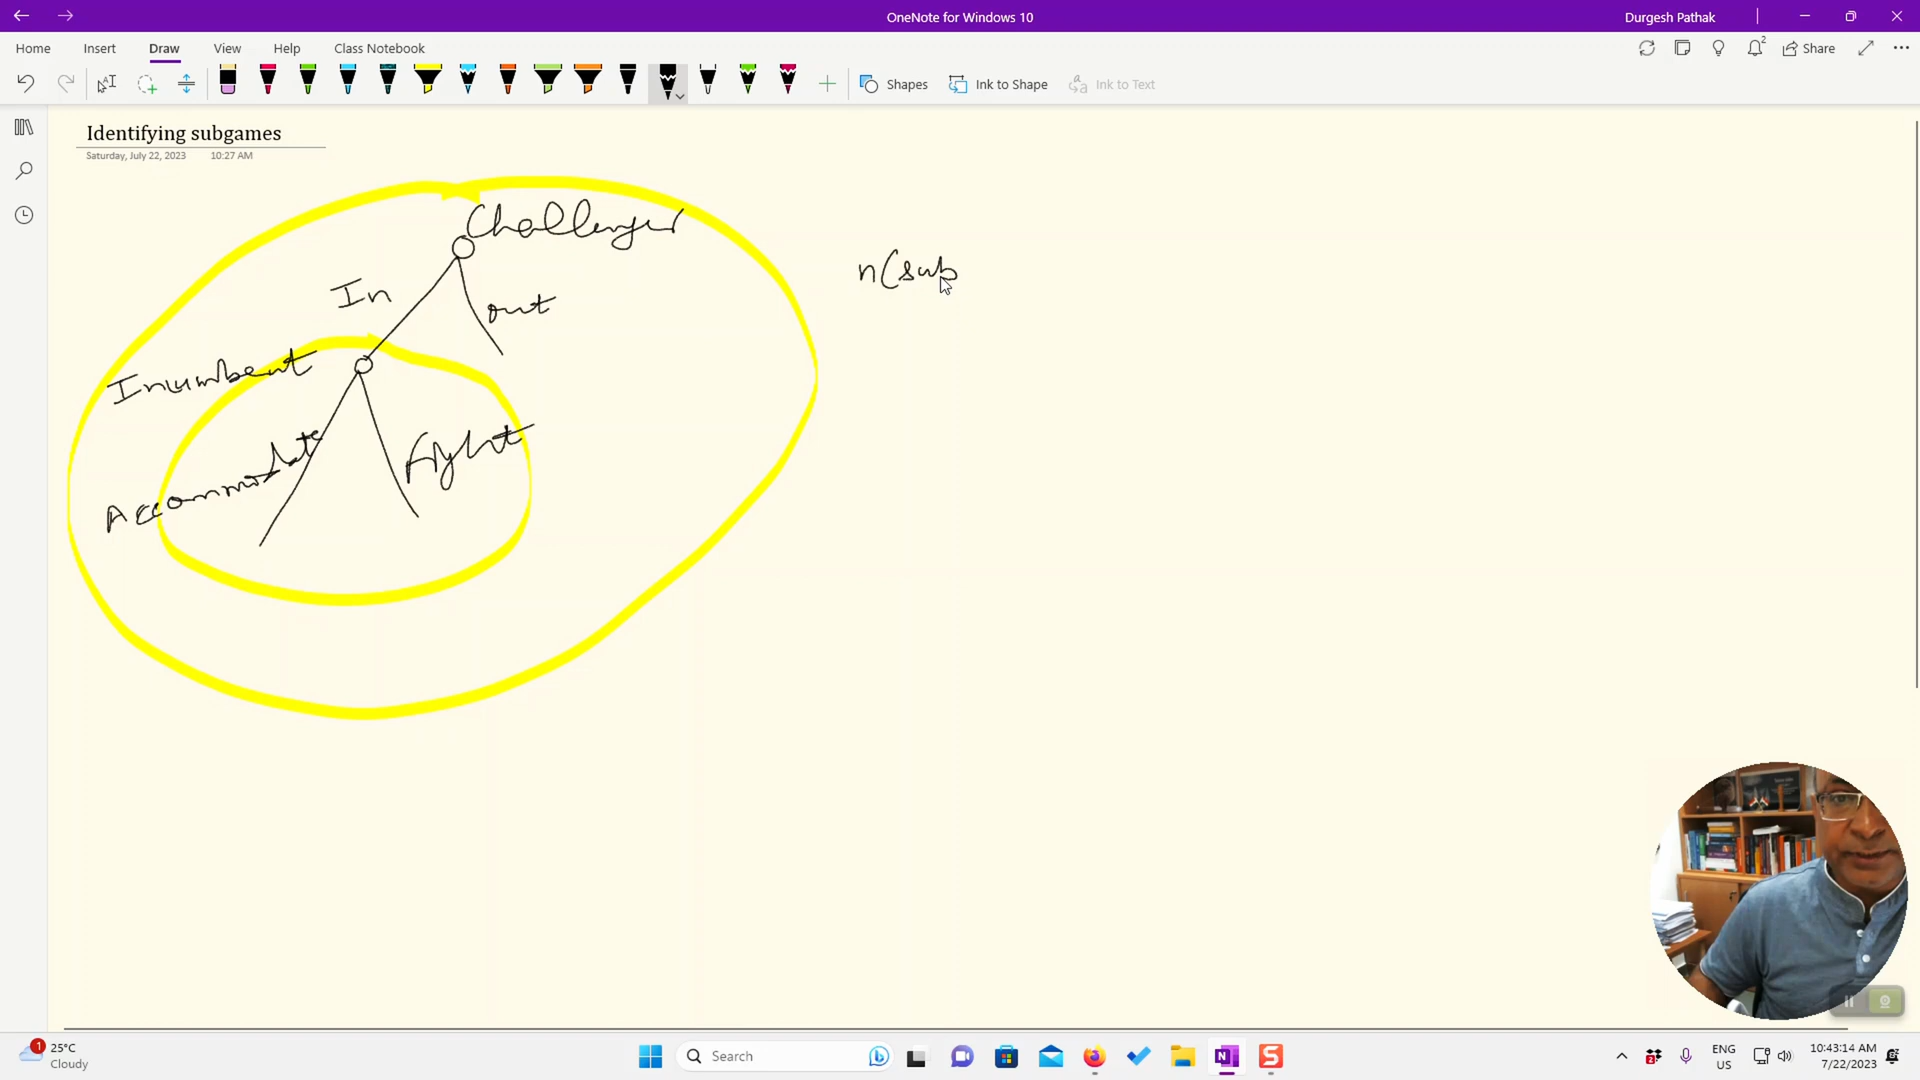 OneNote for Windows 10
Durgesh Pathak
Home Insert Draw View Help Class Notebook
Share
Shapes Ink to Shape Ink to Text
Identifying subgames
Saturday, July 22, 2023 10:27 AM
Challenger
In
out
n(sub
Inumbent
Accommodate
Fight
1
25°C
Cloudy
Search
ENG
US
10:43:14 AM
7/22/2023